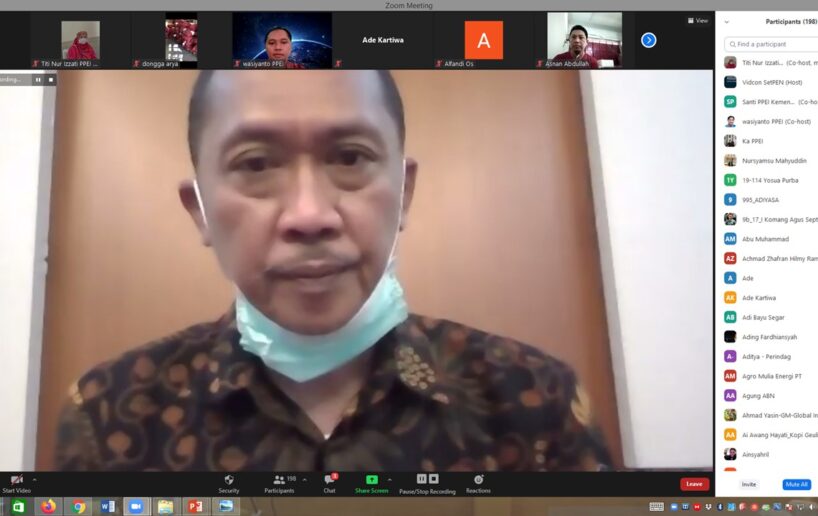 Zoom Meeting
View
Titi Nur Izzati PPEI ...
dongga arya
wasiyanto PPEI
Ade Kartiwa
A
Alfandi Os
Asnan Abdullah
Participants (198)
Find a participant
Titi Nur Izzati... (Co-host, m
Vidcon SetPEN (Host)
SP Santi PPEI Kemen... (Co-ho
wasiyanto PPEI (Co-host)
Ka PPEI
Nursyamsu Mahyuddin
1Y 19-114 Yosua Purba
9 995_ADIYASA
9b_17_I Komang Agus Sept
AM Abu Muhammad
AZ Achmad Zhafran Hilmy Ram
A Ade
AK Ade Kartiwa
AB Adi Bayu Segar
Ading Fardhiansyah
A- Aditya - Perindag
AM Agro Mulia Energi PT
AA Agung ABN
Ahmad Yasin-GM-Global In
AA Ai Awang Hayati_Kopi Geuli
Ainsyahril
Start Video
Security
Participants
198
Chat
Share Screen
Pause/Stop Recording
Reactions
Leave
Invite
Mute All